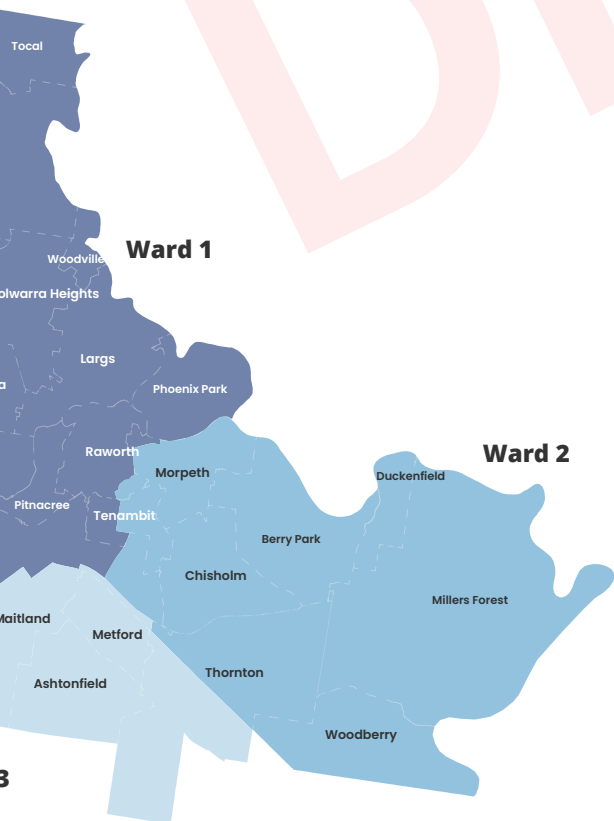 Tocal
Ward 1
Woodville
olwarra Heights
Largs
a
Phoenix Park
Raworth
Ward 2
Morpeth
Duckenfield
Pitnacree
Tenambit
Berry Park
Chisholm
Millers Forest
Maitland
Metford
Thornton
Ashtonfield
Woodberry
3